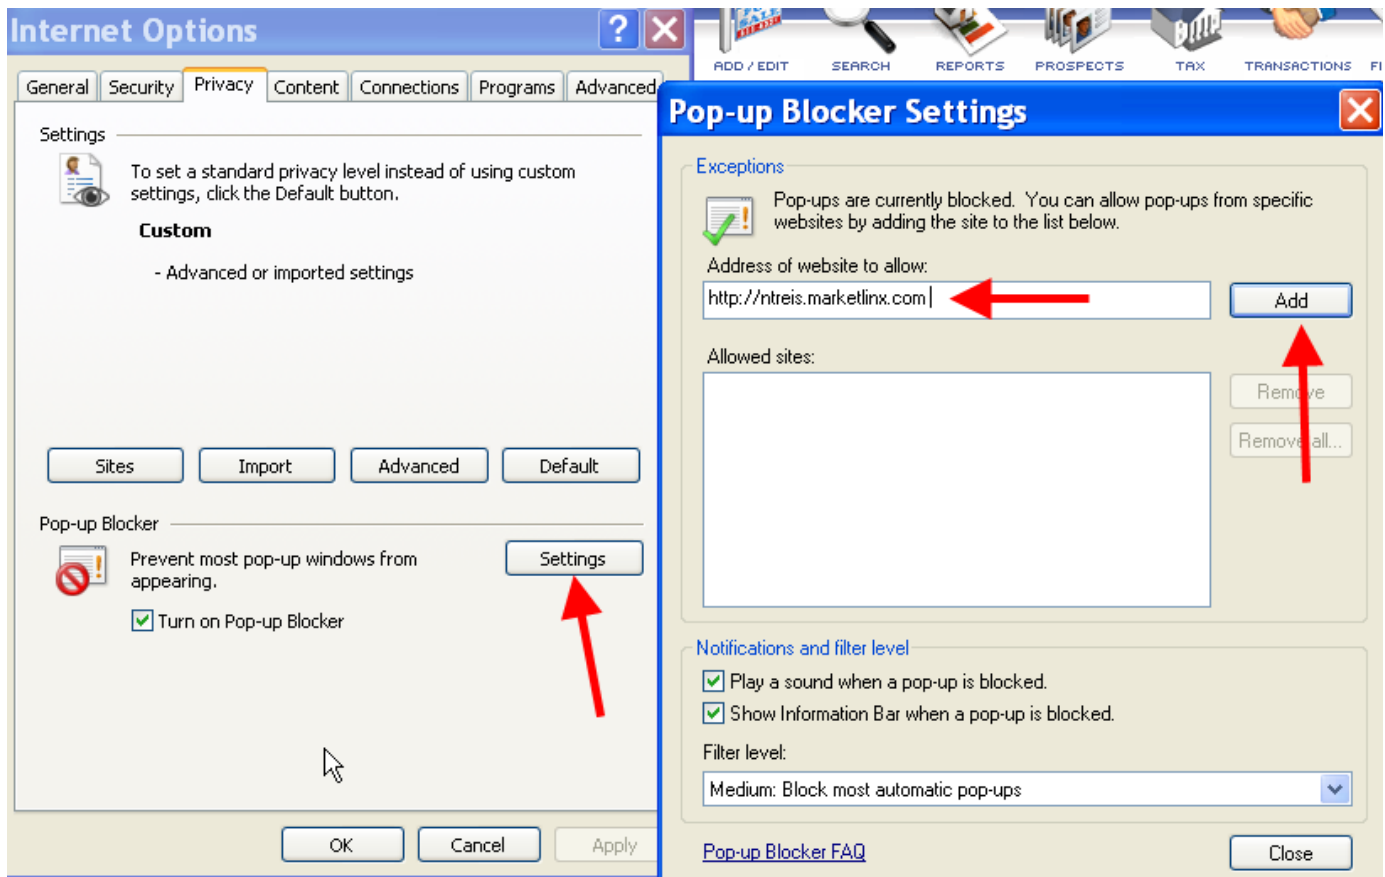 Internet Options
General Security Privacy Content Connections Programs Advanced
Settings
To set a standard privacy level instead of using custom
settings, click the Default button.
Custom
- Advanced or imported settings
Sites Import Advanced Default
Pop-up Blocker
Prevent most pop-up windows from
appearing.
Settings
Turn on Pop-up Blocker
OK Cancel Apply
SALE
ADD / EDIT SEARCH REPORTS PROSPECTS TAX TRANSACTIONS FI
Pop-up Blocker Settings
Exceptions
Pop-ups are currently blocked. You can allow pop-ups from specific
websites by adding the site to the list below.
Address of website to allow:
http://ntreis.marketlinx.com
Add
Allowed sites:
Remove
Remove all...
Notifications and filter level
Play a sound when a pop-up is blocked.
Show Information Bar when a pop-up is blocked.
Filter level:
Medium: Block most automatic pop-ups
Pop-up Blocker FAQ
Close